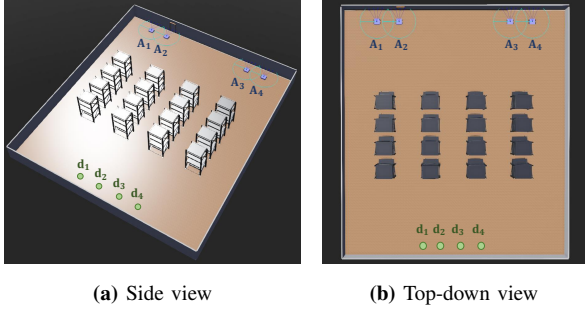 A1 A2
A3 A4
d1
d2
d3
d4
A1 A2 A3 A4
d1 d2 d3 d4
(a) Side view
(b) Top-down view